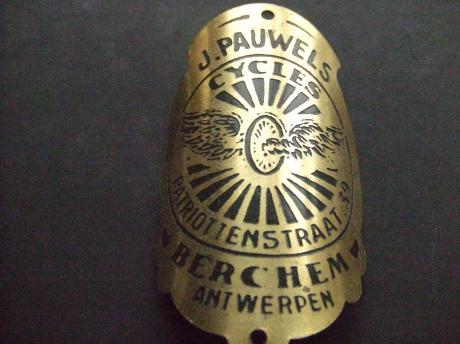 J. PAUWELS
CYCLES
PATRIOTTENSTRAAT 39
BERCHEM
ANTWERPEN